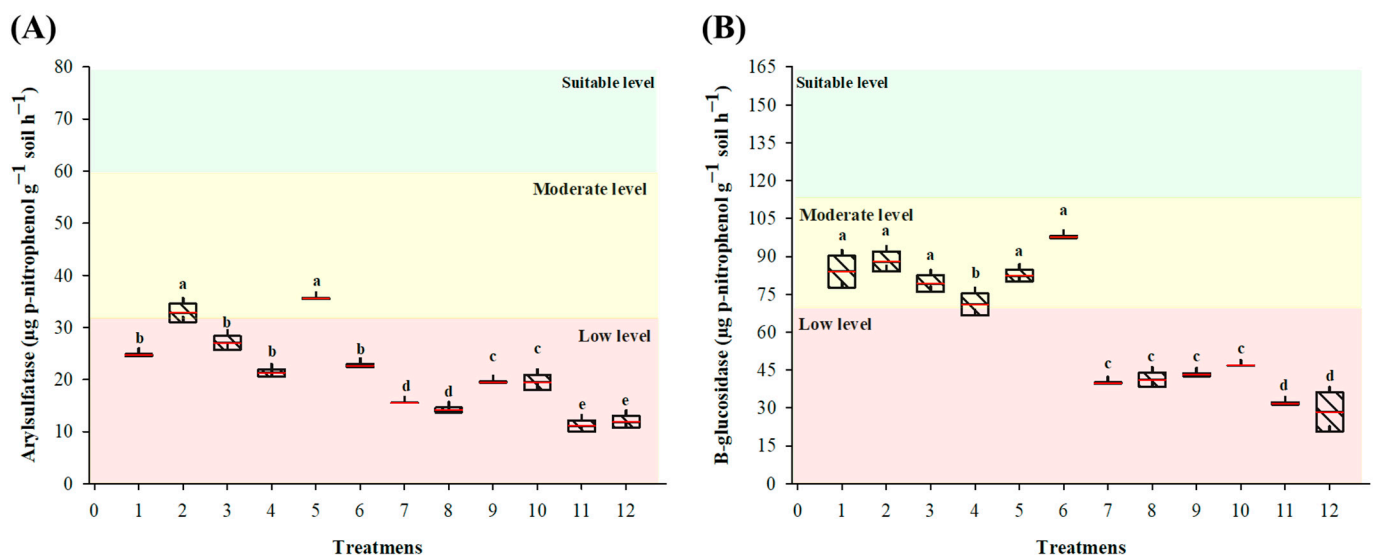 (A)
Arylsulfatase (µg p-nitrophenol g⁻¹ soil h⁻¹)
80
70
60
50
40
30
20
10
0
Suitable level
Moderate level
Low level
b
a
b
b
a
b
d
d
c
c
e
e
0 1 2 3 4 5 6 7 8 9 10 11 12
Treatmens
(B)
B-glucosidase (µg p-nitrophenol g⁻¹ soil h⁻¹)
165
150
135
120
105
90
75
60
45
30
15
0
Suitable level
Moderate level
Low level
a
a
a
b
a
a
c
c
c
c
d
d
0 1 2 3 4 5 6 7 8 9 10 11 12
Treatmens